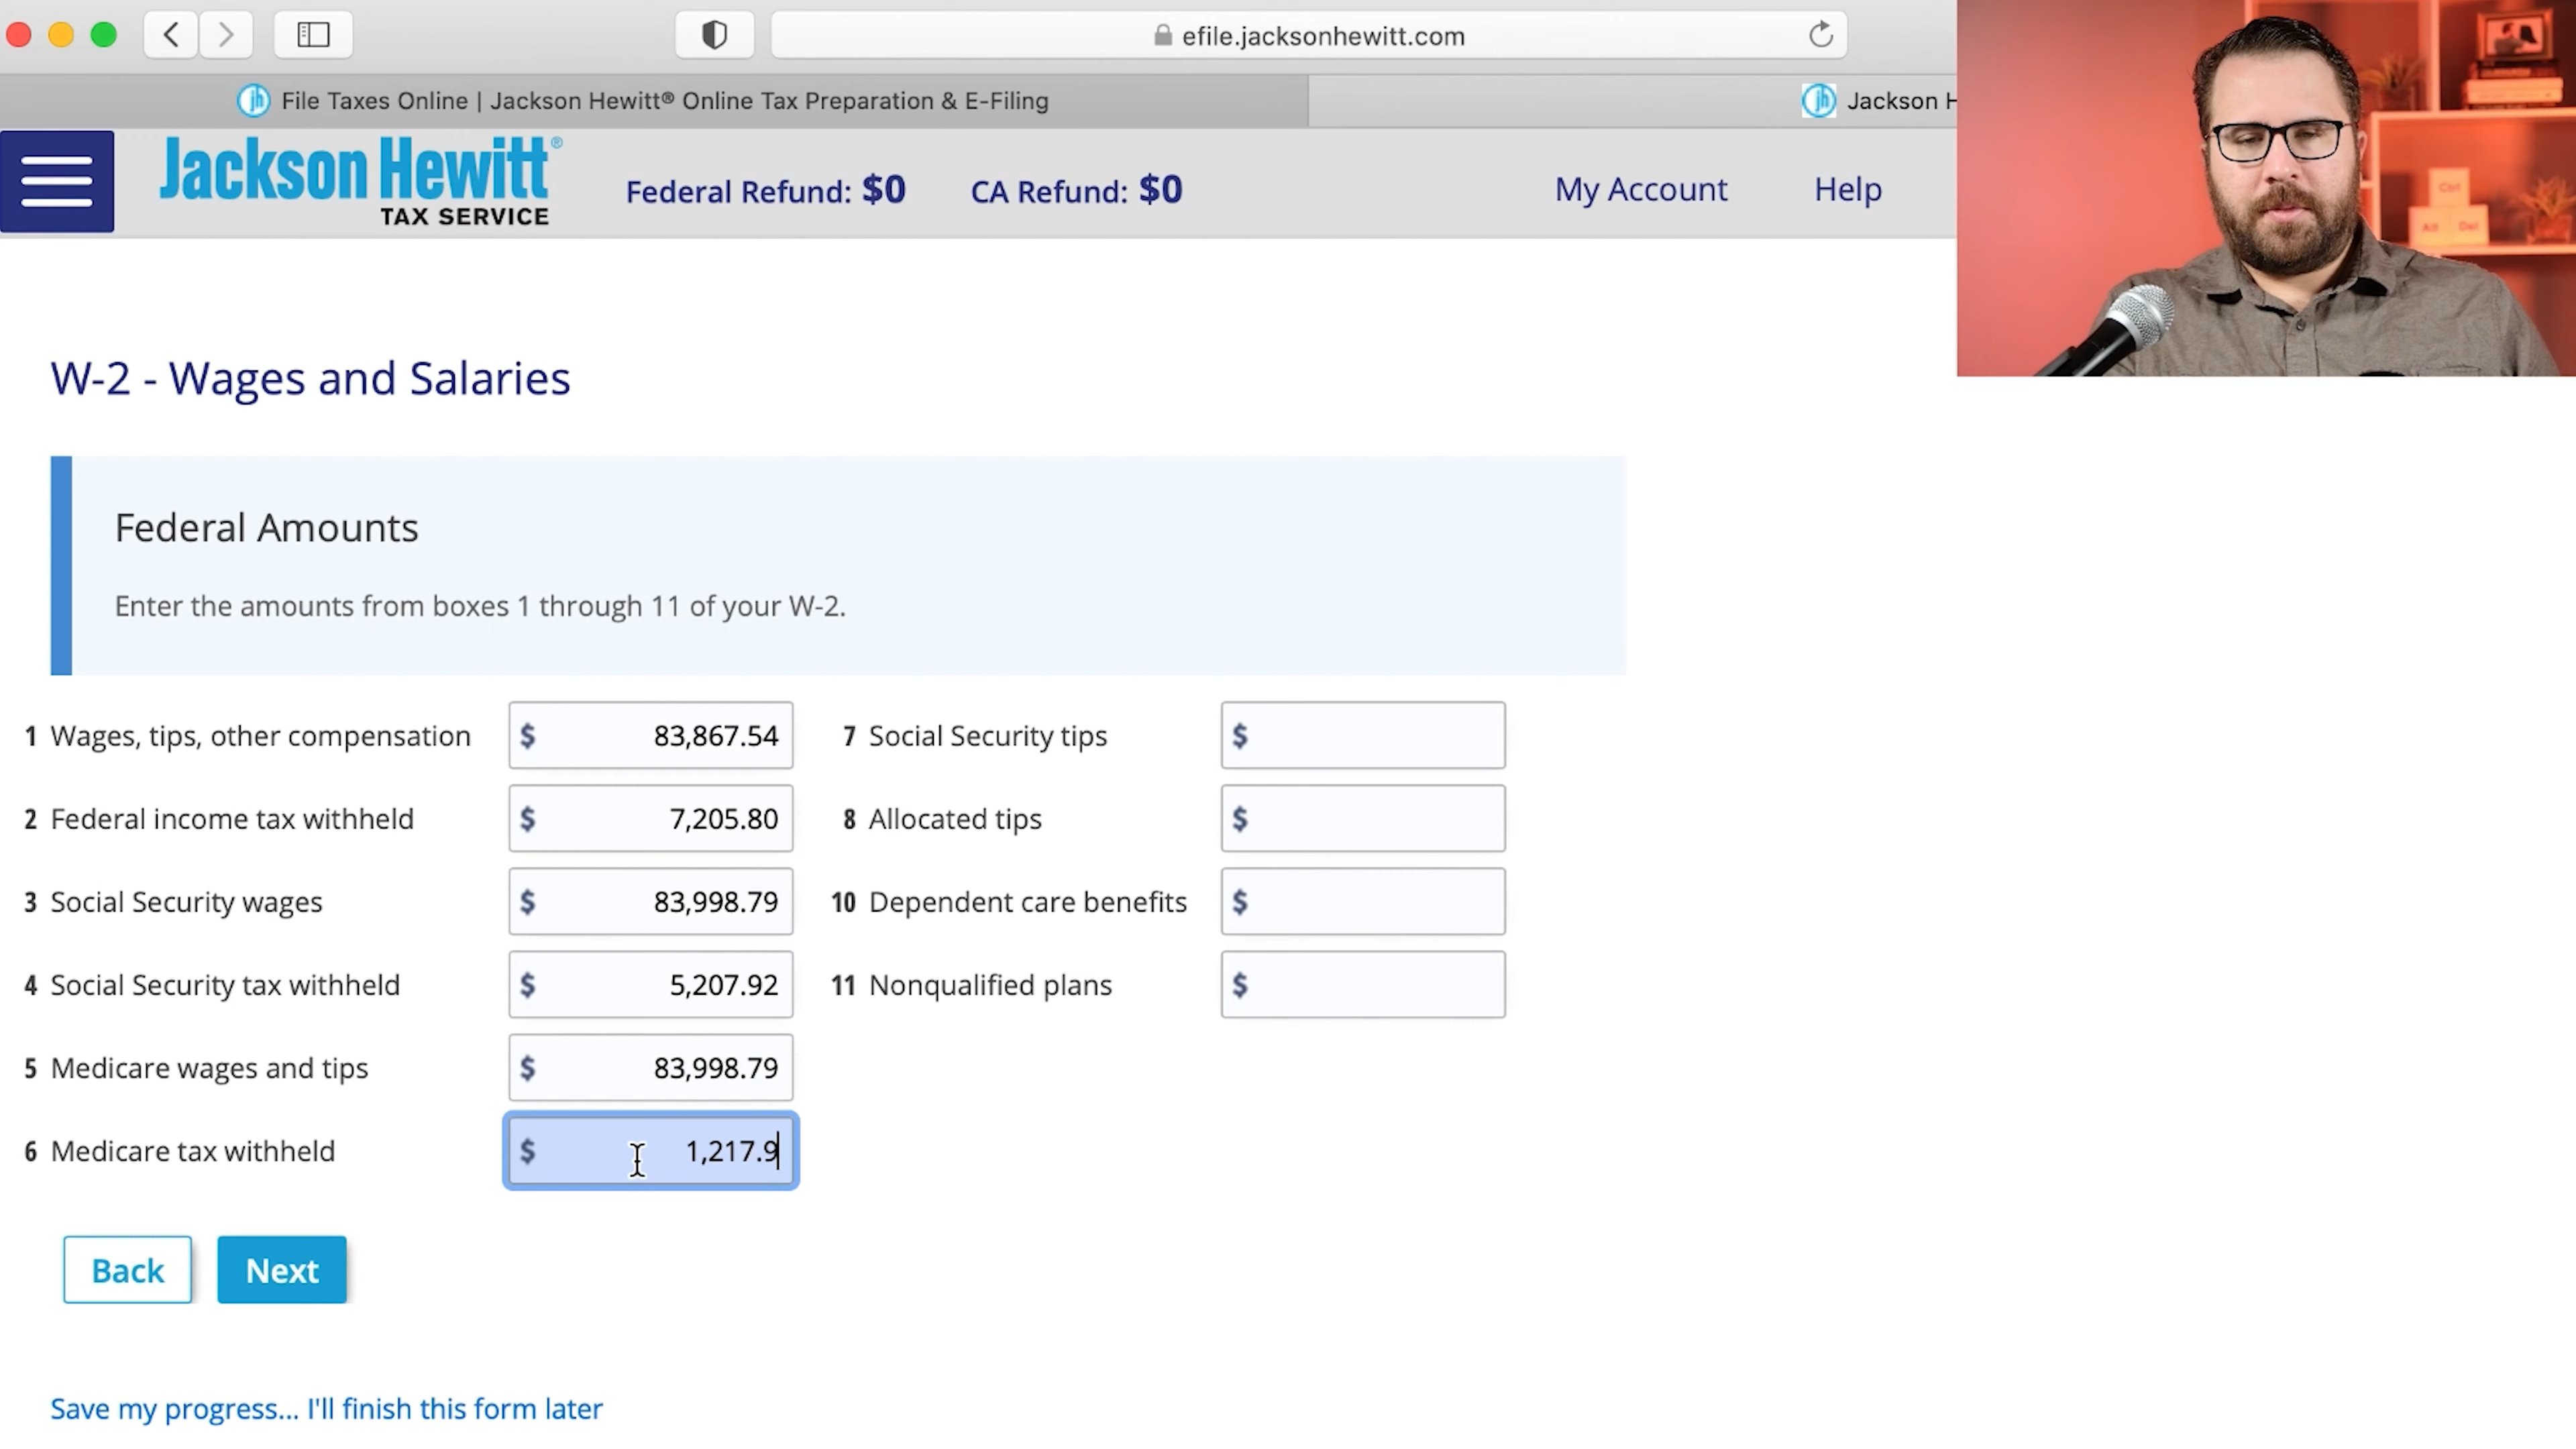 efile.jacksonhewitt.com
File Taxes Online | Jackson Hewitt® Online Tax Preparation & E-Filing
Jackson H
Jackson Hewitt®
TAX SERVICE
Federal Refund: $0
CA Refund: $0
My Account
Help
Ctrl
Alt
Del
W-2 - Wages and Salaries
Federal Amounts
Enter the amounts from boxes 1 through 11 of your W-2.
1 Wages, tips, other compensation $ 83,867.54
7 Social Security tips $
2 Federal income tax withheld $ 7,205.80
8 Allocated tips $
3 Social Security wages $ 83,998.79
10 Dependent care benefits $
4 Social Security tax withheld $ 5,207.92
11 Nonqualified plans $
5 Medicare wages and tips $ 83,998.79
6 Medicare tax withheld $ 1,217.9
Back
Next
Save my progress... I'll finish this form later